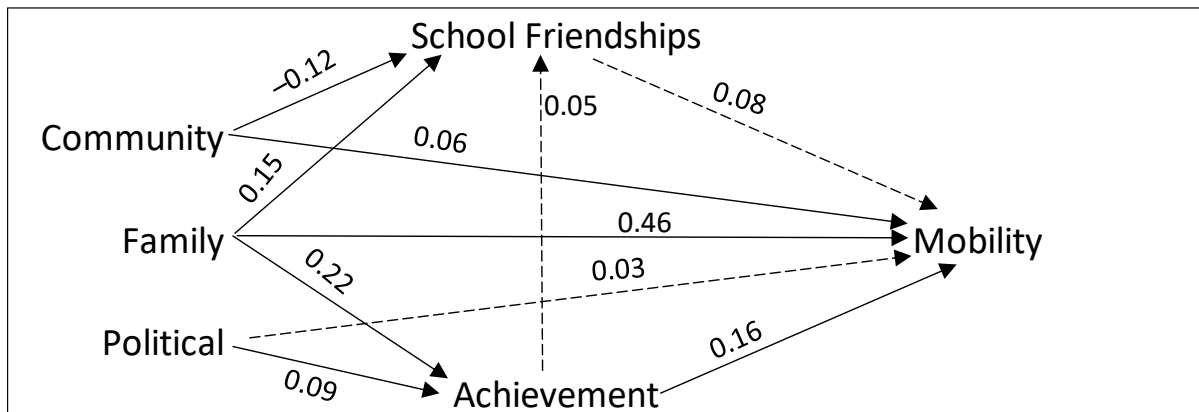 School Friendships
–0.12
0.08
0.05
Community
0.06
0.15
Family
0.46
Mobility
0.22
0.03
Political
0.16
0.09
Achievement